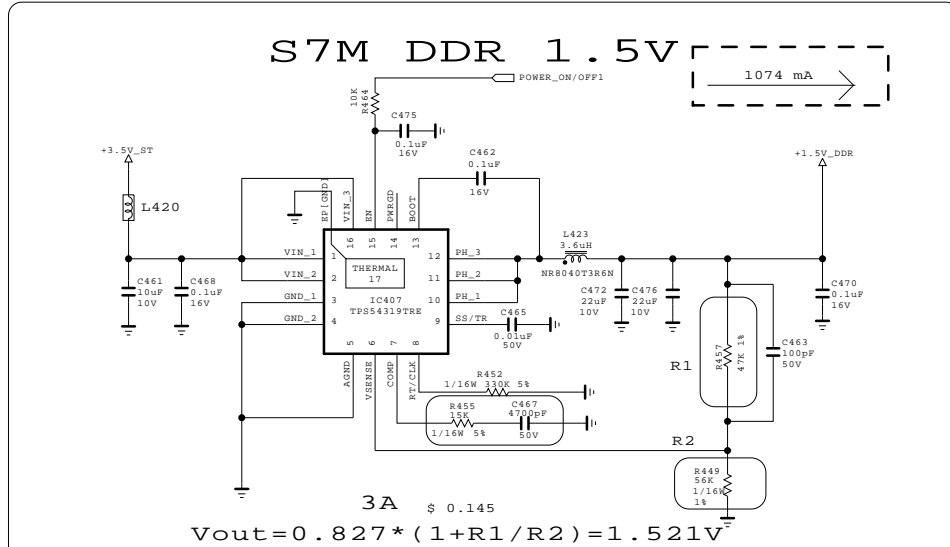 S7M DDR 1.5V
1074 mA
POWER_ON/OFF1
10K
R464
C475
0.1uF
16V
C462
0.1uF
16V
+3.5V_ST
+1.5V_DDR
L420
EP[GND]
VIN_3
EN
PWRGD
BOOT
16
15
14
13
L423
3.6uH
NR8040T3R6N
VIN_1
1
THERMAL
17
12
PH_3
VIN_2
2
11
PH_2
GND_1
3
IC407
TPS54319TRE
10
PH_1
GND_2
4
9
SS/TR
C461
10uF
10V
C468
0.1uF
16V
C472
22uF
10V
C476
22uF
10V
C470
0.1uF
16V
C465
0.01uF
50V
5
6
7
8
AGND
VSENSE
COMP
RT/CLK
R1
R457
47K 1%
C463
100pF
50V
R452
1/16W 330K 5%
R455
15K
1/16W 5%
C467
4700pF
50V
R2
R449
56K
1/16W
1%
3A
$ 0.145
Vout=0.827*(1+R1/R2)=1.521V